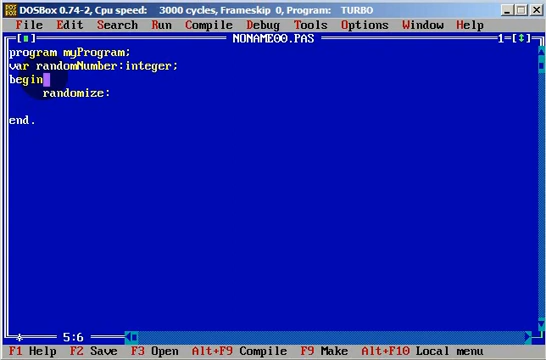 DOSBox 0.74-2, Cpu speed: 3000 cycles, Frameskip 0, Program: TURBO
File Edit Search Run Compile Debug Tools Options Window Help
NONAME00.PAS 1
program myProgram;
var randomNumber:integer;
begin
randomize:
end.
5:6
F1 Help F2 Save F3 Open Alt+F9 Compile F9 Make Alt+F10 Local menu